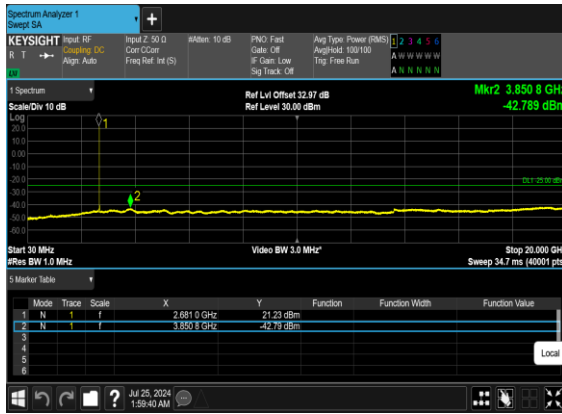 Spectrum Analyzer 1
Swept SA
+
KEYSIGHT Input: RF Input Z: 50 Ω #Atten: 10 dB PNO: Fast Avg Type: Power (RMS) 1 2 3 4 5 6
R T Coupling: DC Corr CCorr Gate: Off Avg|Hold: 100/100 A W W W W W
Align: Auto Freq Ref: Int (S) IF Gain: Low Trig: Free Run
LXI Sig Track: Off A N N N N N
1 Spectrum Ref Lvl Offset 32.97 dB Mkr2 3.850 8 GHz
Scale/Div 10 dB Ref Level 30.00 dBm -42.789 dBm
Log
1
20.0
10.0
0.00
-10.0
-20.0 DL1 -25.00 dBm
-30.0
2
-40.0
-50.0
-60.0
Start 30 MHz Video BW 3.0 MHz* Stop 20.000 GHz
#Res BW 1.0 MHz Sweep 34.7 ms (40001 pts)
5 Marker Table
Mode Trace Scale X Y Function Function Width Function Value
1 N 1 f 2.681 0 GHz 21.23 dBm
2 N 1 f 3.850 8 GHz -42.79 dBm
3
4
5
6
Local
? Jul 25, 2024
1:59:40 AM